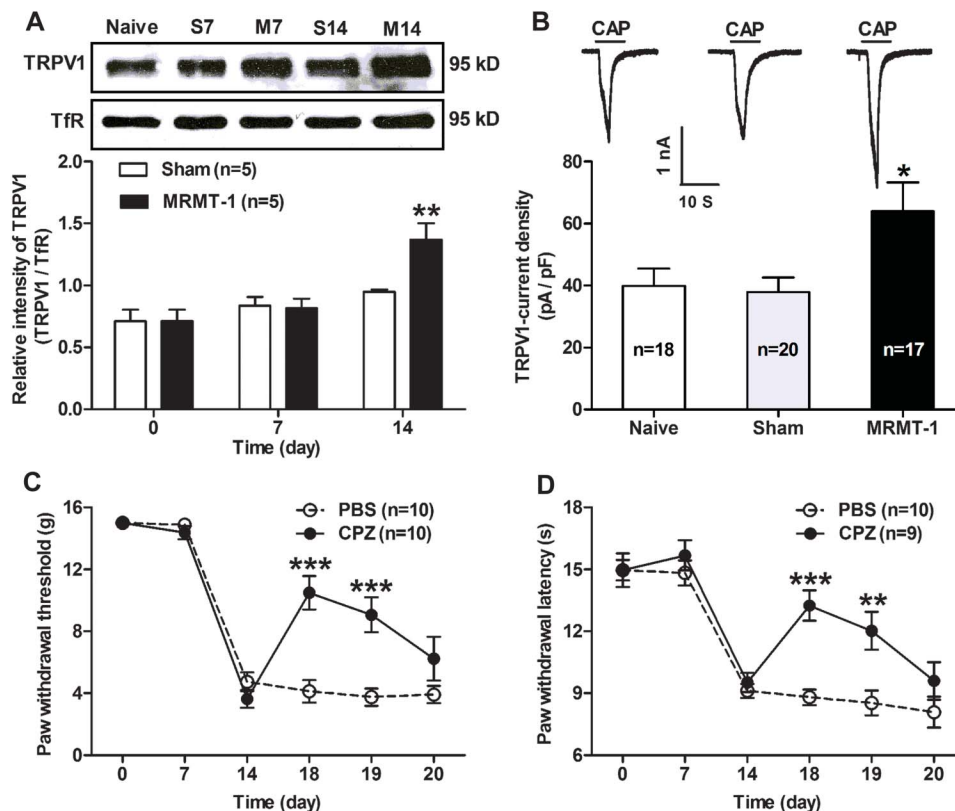 A
Naive S7 M7 S14 M14
TRPV1
95 kD
TfR
95 kD
Relative intensity of TRPV1
(TRPV1 / TfR)
2.0
1.5
1.0
0.5
0.0
Sham (n=5)
MRMT-1 (n=5)
**
0 7 14
Time (day)
B
CAP CAP CAP
1 nA
10 S
TRPV1-current density
(pA / pF)
80
60
40
20
0
*
n=18 n=20 n=17
Naive Sham MRMT-1
C
Paw withdrawal threshold (g)
16
12
8
4
0
PBS (n=10)
CPZ (n=10)
*** ***
0 7 14 18 19 20
Time (day)
D
Paw withdrawal latency (s)
18
15
12
9
6
PBS (n=10)
CPZ (n=9)
*** **
0 7 14 18 19 20
Time (day)